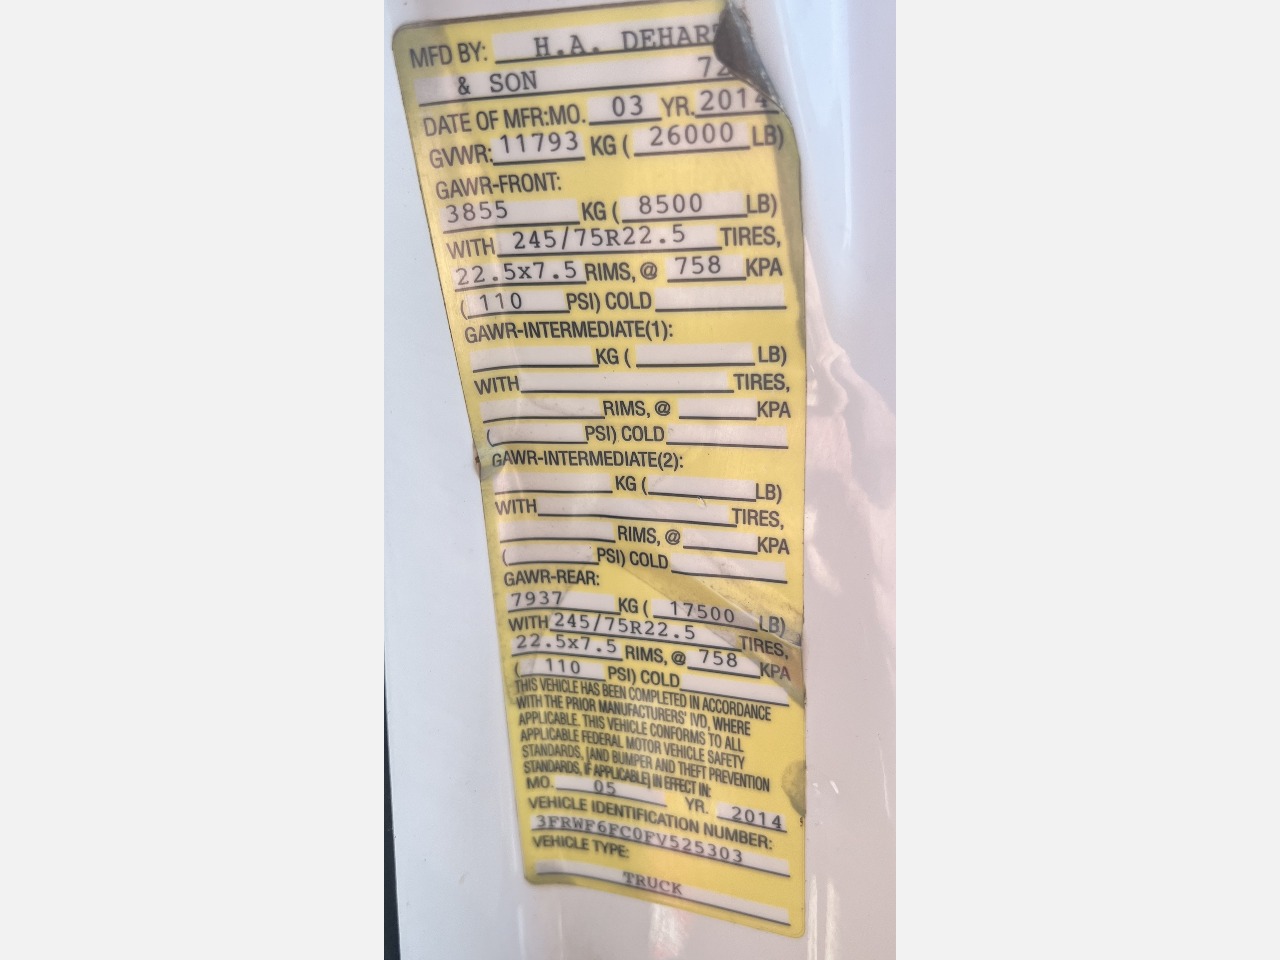 MFD BY: H.A. DEHAR
& SON 72
DATE OF MFR:MO. 03 YR. 2014
GVWR: 11793 KG ( 26000 LB)
GAWR-FRONT:
3855 KG ( 8500 LB)
WITH 245/75R22.5 TIRES,
22.5x7.5 RIMS, @ 758 KPA
( 110 PSI) COLD
GAWR-INTERMEDIATE(1):
KG ( LB)
WITH TIRES,
RIMS, @ KPA
( PSI) COLD
GAWR-INTERMEDIATE(2):
KG ( LB)
WITH TIRES,
RIMS, @ KPA
( PSI) COLD
GAWR-REAR:
7937 KG ( 17500 LB)
WITH 245/75R22.5 TIRES,
22.5x7.5 RIMS, @ 758 KPA
( 110 PSI) COLD
THIS VEHICLE HAS BEEN COMPLETED IN ACCORDANCE
WITH THE PRIOR MANUFACTURERS' IVD, WHERE
APPLICABLE. THIS VEHICLE CONFORMS TO ALL
APPLICABLE FEDERAL MOTOR VEHICLE SAFETY
STANDARDS, [AND BUMPER AND THEFT PREVENTION
STANDARDS, IF APPLICABLE] IN EFFECT IN:
MO. 05 YR. 2014
VEHICLE IDENTIFICATION NUMBER:
3FRWF6FC0FV525303
VEHICLE TYPE:
TRUCK